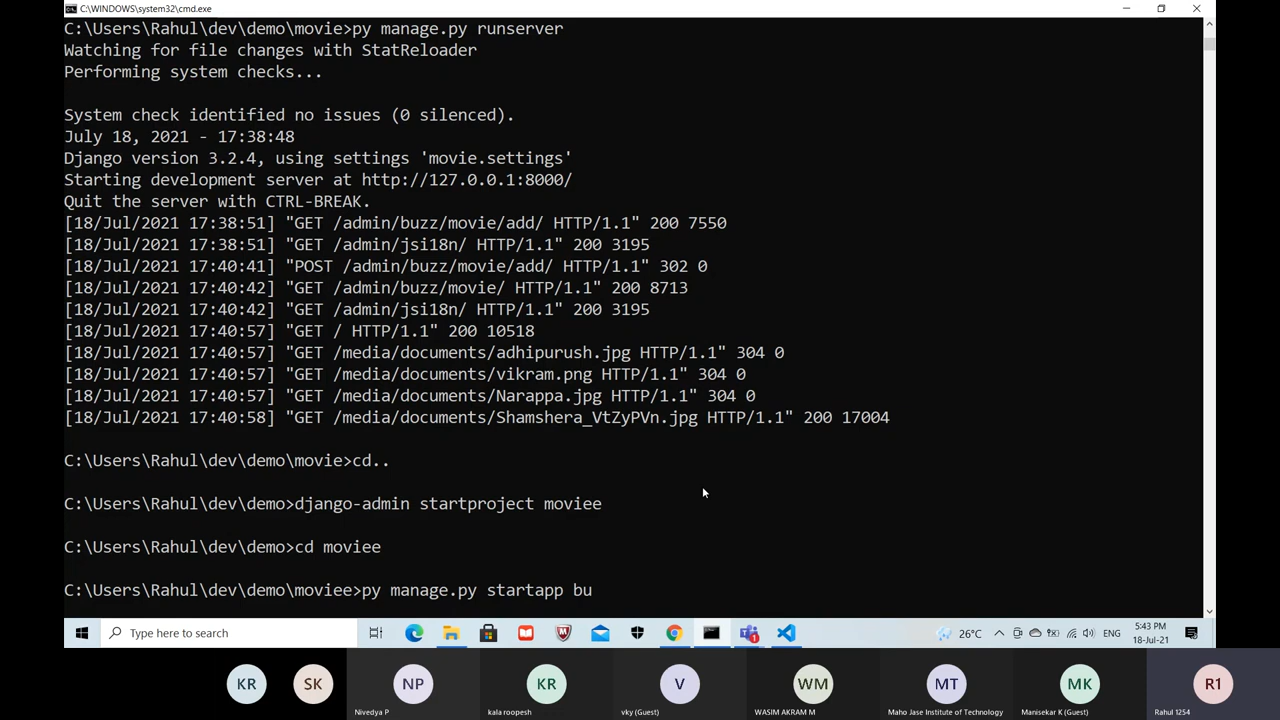 C:\WINDOWS\system32\cmd.exe
C:\Users\Rahul\dev\demo\movie>py manage.py runserver
Watching for file changes with StatReloader
Performing system checks...
System check identified no issues (0 silenced).
July 18, 2021 - 17:38:48
Django version 3.2.4, using settings 'movie.settings'
Starting development server at http://127.0.0.1:8000/
Quit the server with CTRL-BREAK.
[18/Jul/2021 17:38:51] "GET /admin/buzz/movie/add/ HTTP/1.1" 200 7550
[18/Jul/2021 17:38:51] "GET /admin/jsi18n/ HTTP/1.1" 200 3195
[18/Jul/2021 17:40:41] "POST /admin/buzz/movie/add/ HTTP/1.1" 302 0
[18/Jul/2021 17:40:42] "GET /admin/buzz/movie/ HTTP/1.1" 200 8713
[18/Jul/2021 17:40:42] "GET /admin/jsi18n/ HTTP/1.1" 200 3195
[18/Jul/2021 17:40:57] "GET / HTTP/1.1" 200 10518
[18/Jul/2021 17:40:57] "GET /media/documents/adhipurush.jpg HTTP/1.1" 304 0
[18/Jul/2021 17:40:57] "GET /media/documents/vikram.png HTTP/1.1" 304 0
[18/Jul/2021 17:40:57] "GET /media/documents/Narappa.jpg HTTP/1.1" 304 0
[18/Jul/2021 17:40:58] "GET /media/documents/Shamshera_VtZyPVn.jpg HTTP/1.1" 200 17004
C:\Users\Rahul\dev\demo\movie>cd..
C:\Users\Rahul\dev\demo>django-admin startproject moviee
C:\Users\Rahul\dev\demo>cd moviee
C:\Users\Rahul\dev\demo\moviee>py manage.py startapp bu
Type here to search
26°C
ENG
5:43 PM
18-Jul-21
KR
SK
NP
KR
V
WM
MT
MK
R1
Nivedya P
kala roopesh
vky (Guest)
WASIM AKRAM M
Maho Jase Institute of Technology
Manisekar K (Guest)
Rahul 1254